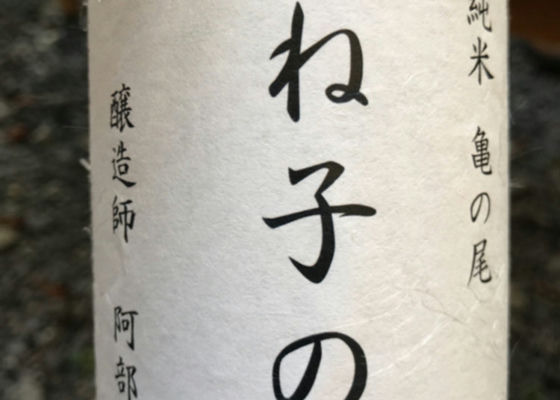 純米 亀の尾
ね子の
醸造師 阿部